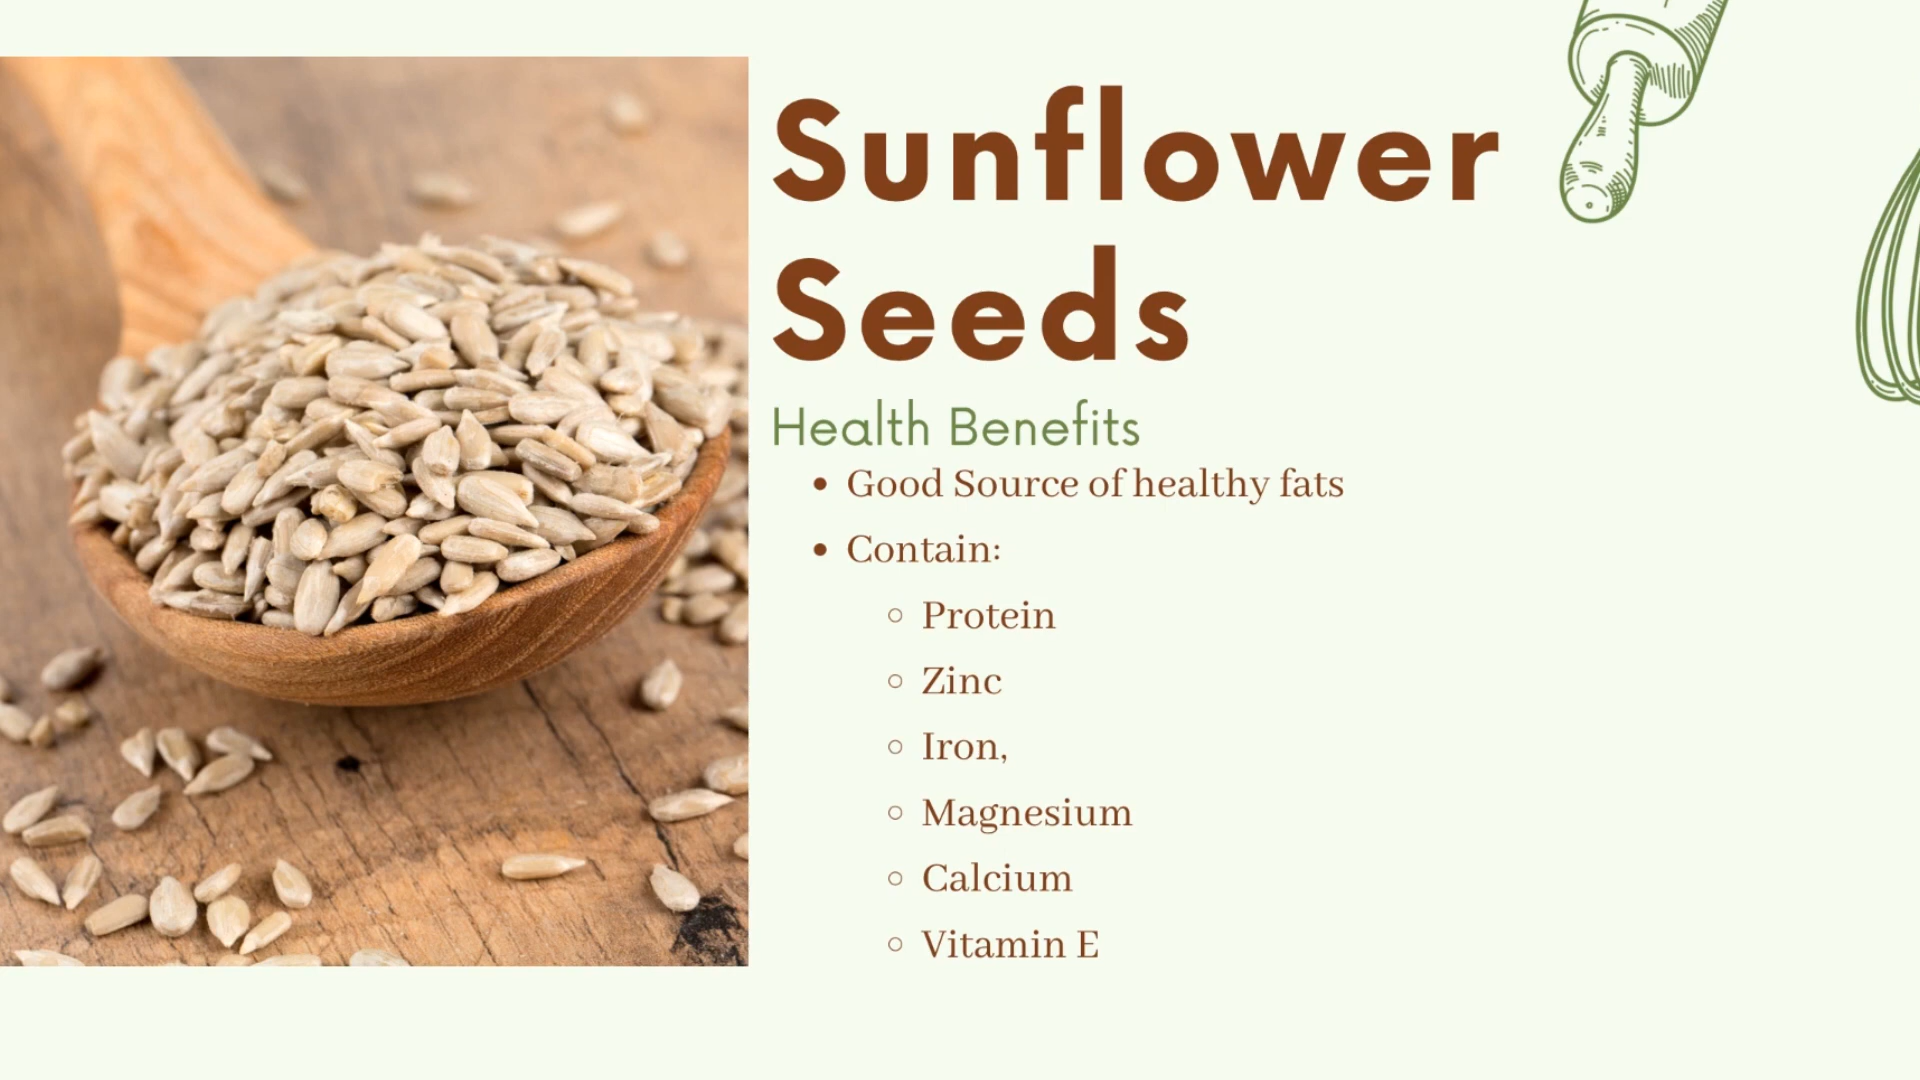 Sunflower
Seeds
Health Benefits
• Good Source of healthy fats
• Contain:
○ Protein
○ Zinc
○ Iron,
○ Magnesium
○ Calcium
○ Vitamin E